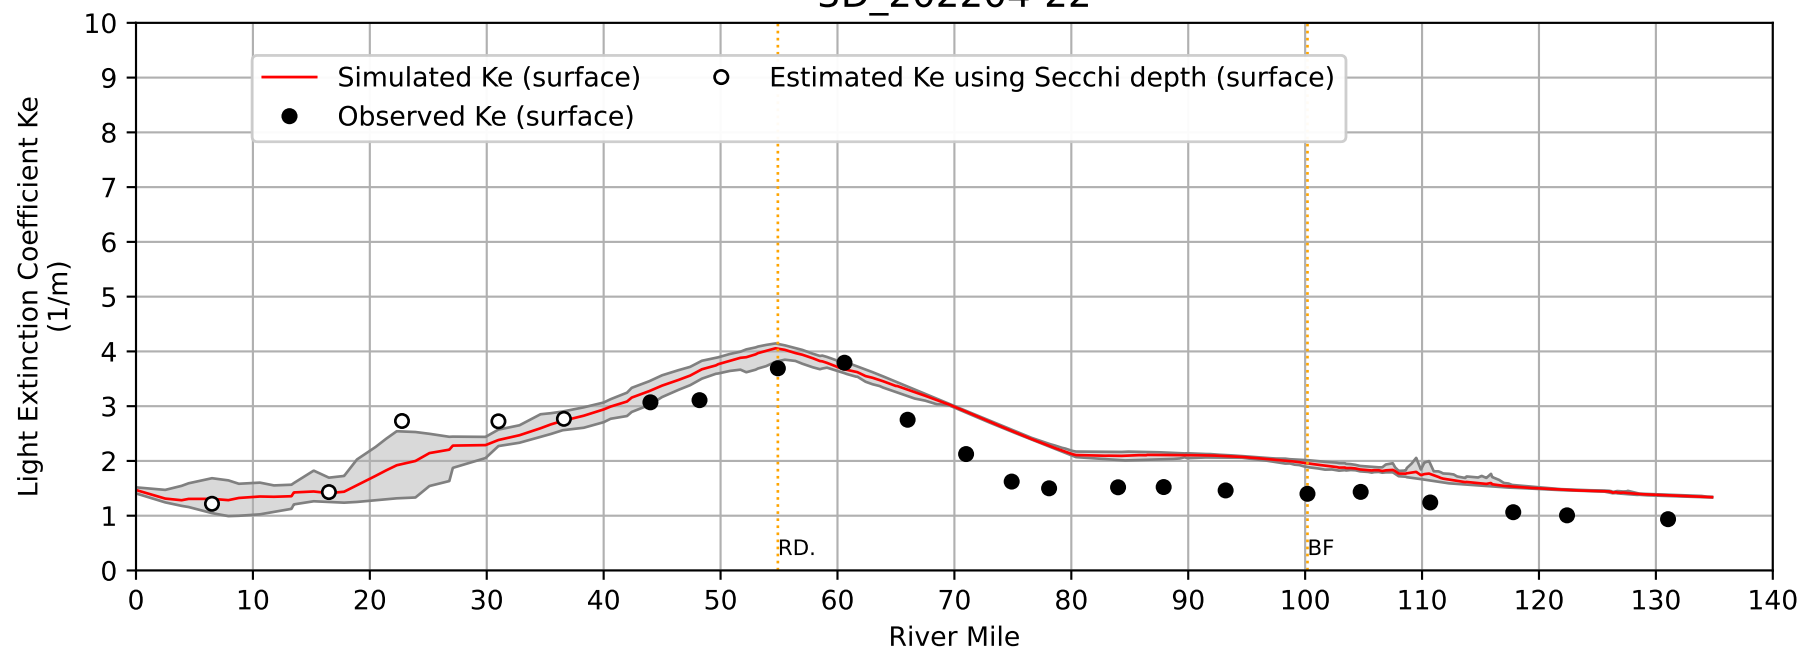 10
9
8
7
6
5
4
3
2
1
0
Light Extinction Coefficient Ke
(1/m)
Simulated Ke (surface)
Observed Ke (surface)
Estimated Ke using Secchi depth (surface)
RD.
BF
0 10 20 30 40 50 60 70 80 90 100 110 120 130 140
River Mile